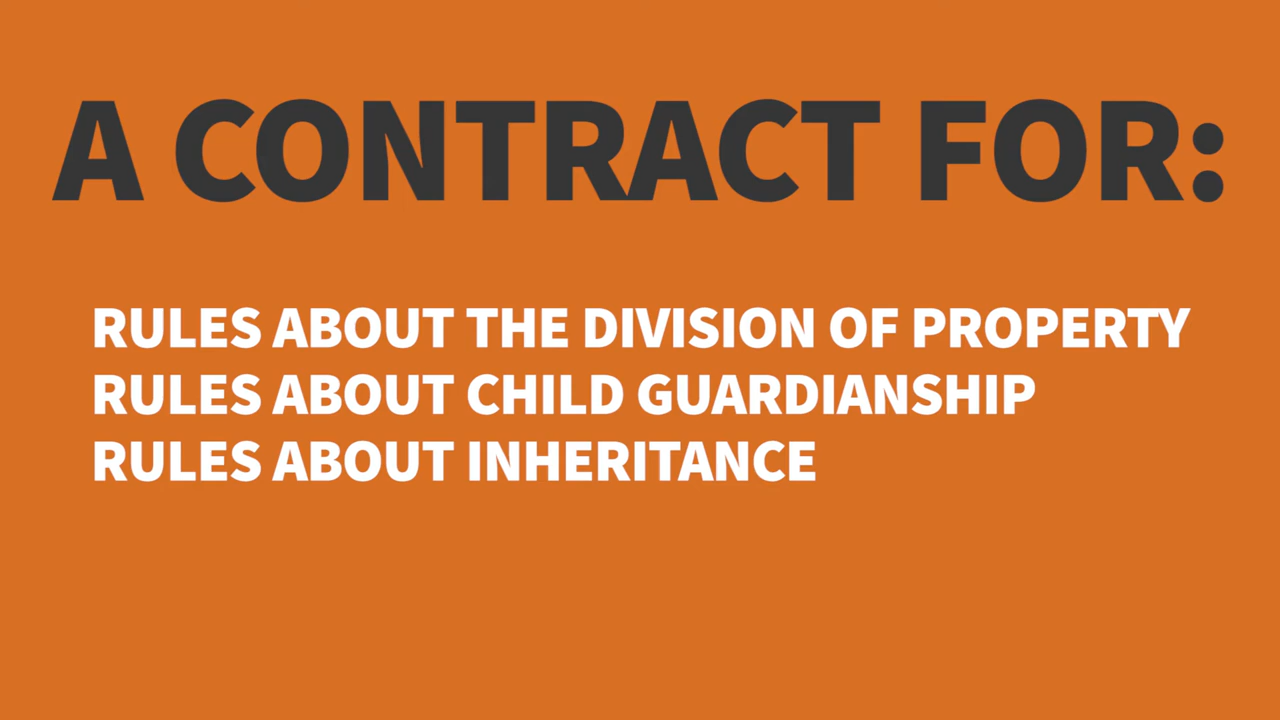 A CONTRACT FOR:
RULES ABOUT THE DIVISION OF PROPERTY
RULES ABOUT CHILD GUARDIANSHIP
RULES ABOUT INHERITANCE